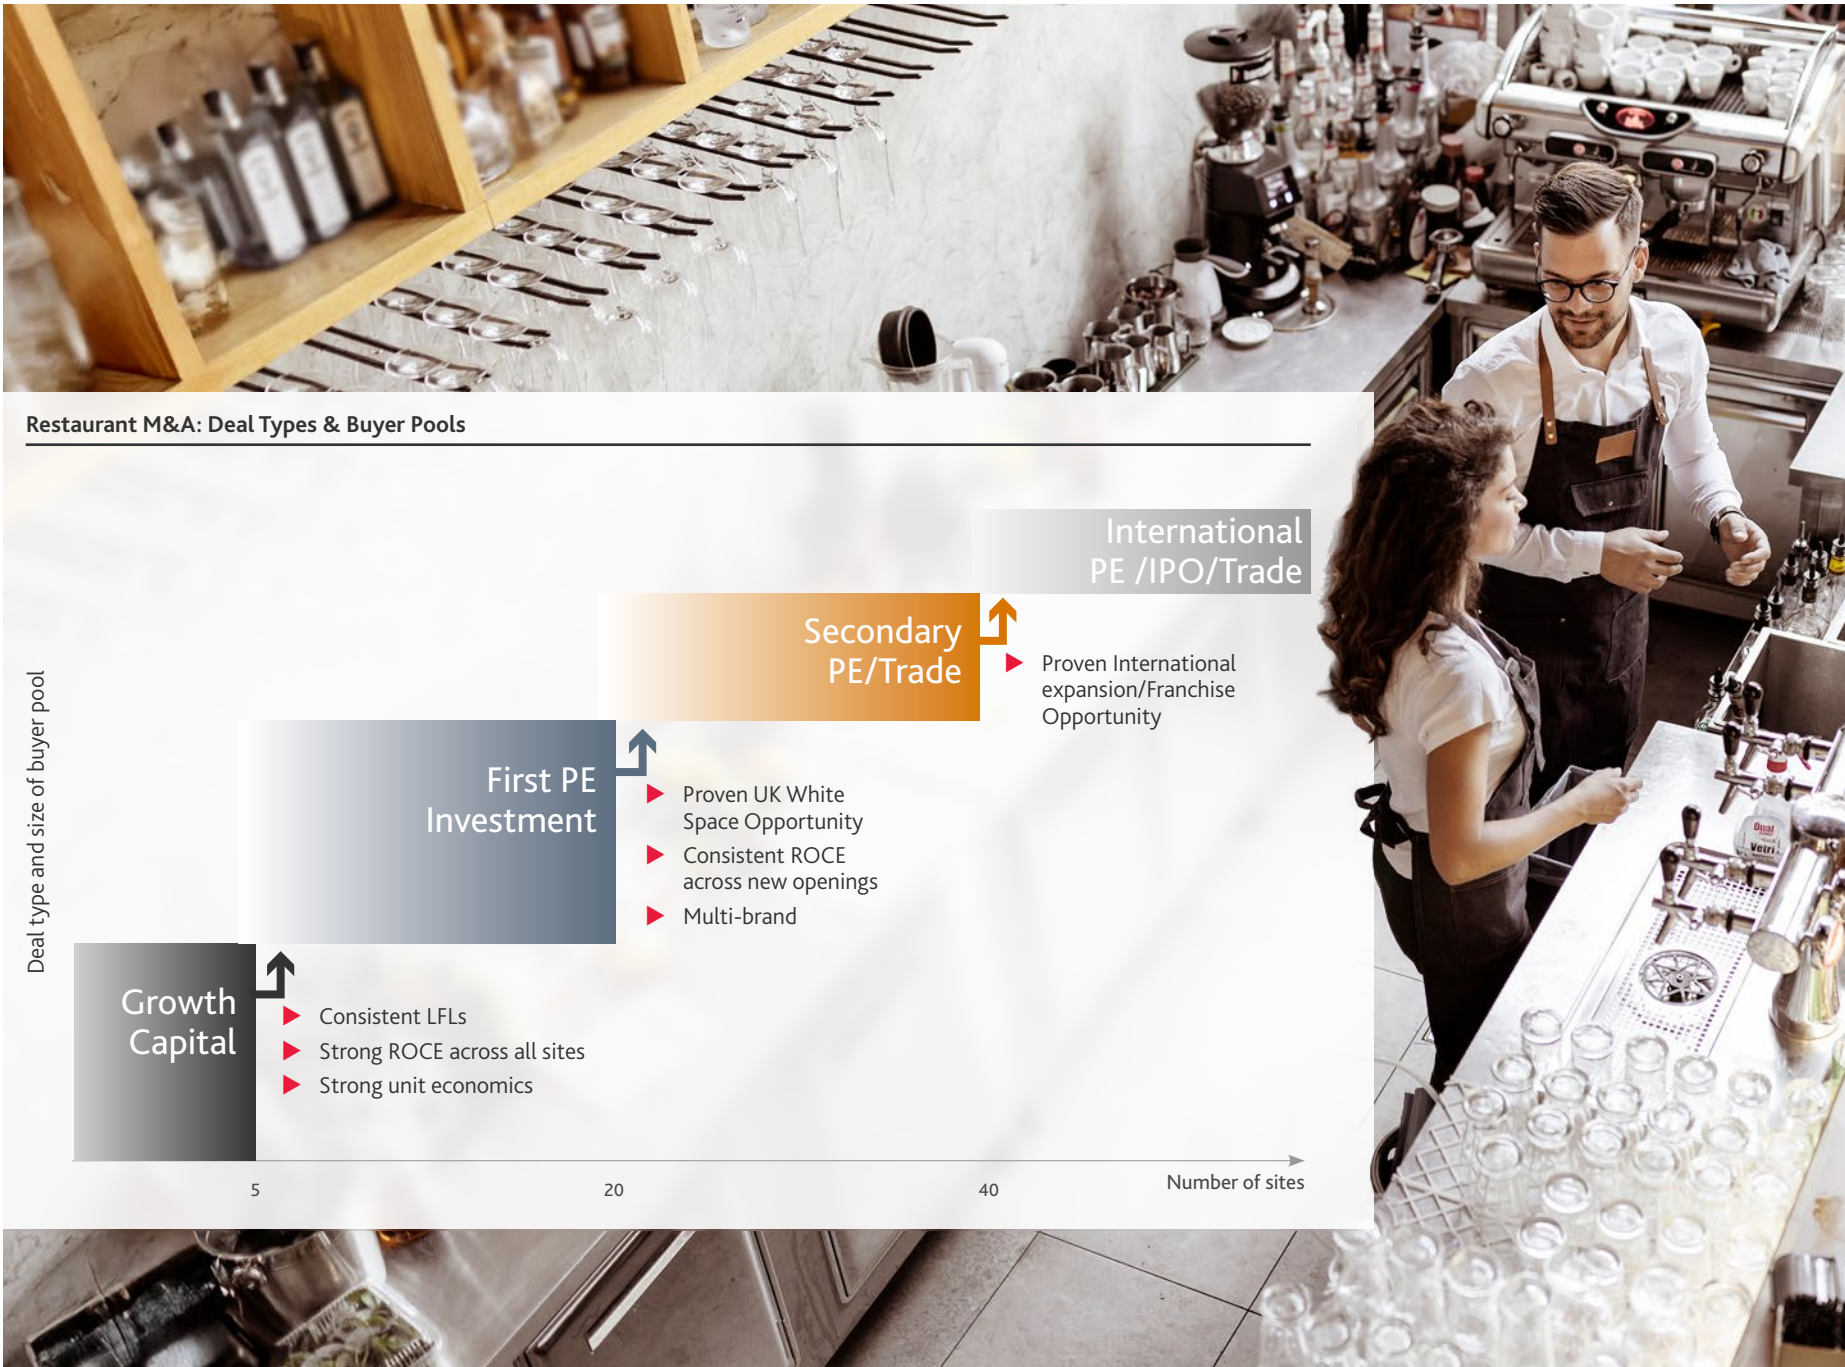 Restaurant M&A: Deal Types & Buyer Pools
International
PE /IPO/Trade
Secondary
PE/Trade
Proven International
expansion/Franchise
Opportunity
First PE
Investment
Proven UK White
Space Opportunity
Consistent ROCE
across new openings
Multi-brand
Deal type and size of buyer pool
Growth
Capital
Consistent LFLs
Strong ROCE across all sites
Strong unit economics
5
20
40
Number of sites
Dual
Vetri